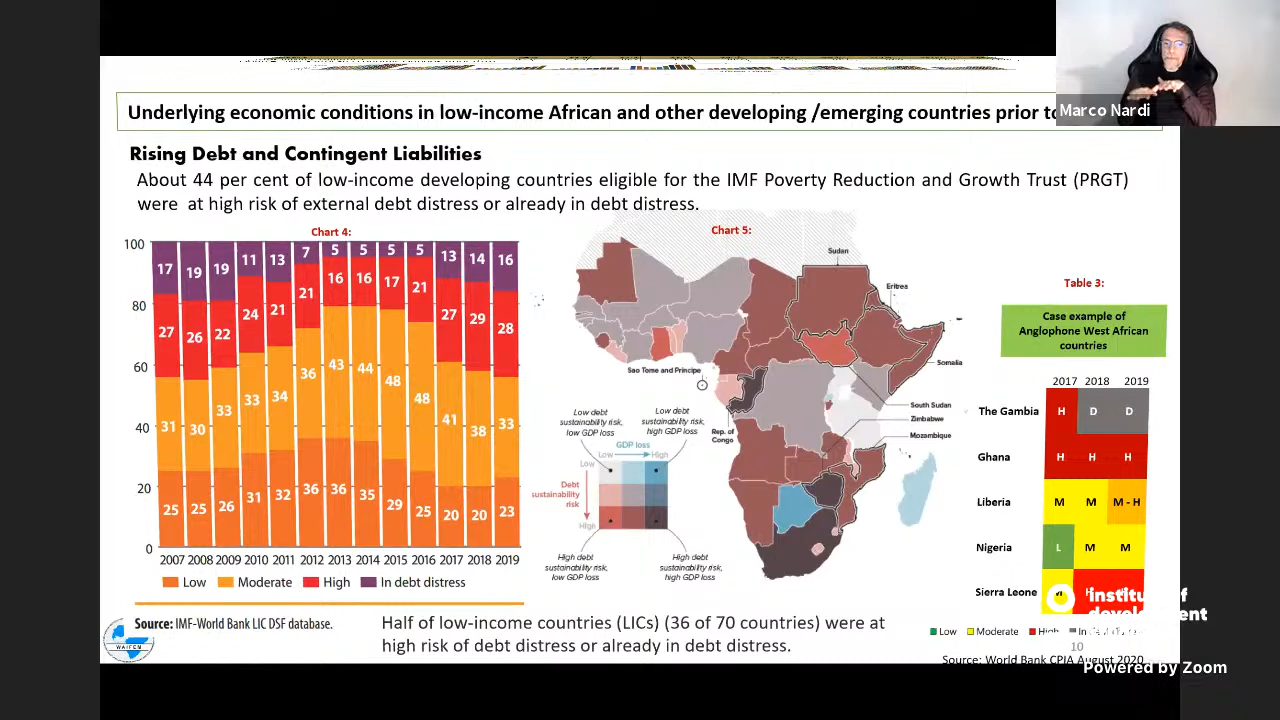 Marco Nardi
Underlying economic conditions in low-income African and other developing /emerging countries prior to
Rising Debt and Contingent Liabilities
About 44 per cent of low-income developing countries eligible for the IMF Poverty Reduction and Growth Trust (PRGT)
were at high risk of external debt distress or already in debt distress.
Chart 4:
100
80
60
40
20
0
17 19 19 11 13 7 5 5 5 5 13 14 16
27 26 22 24 21 21 16 16 17 21 27 29 28
31 30 33 33 34 36 43 44 48 48 41 38 33
25 25 26 31 32 36 36 35 29 25 20 20 23
2007 2008 2009 2010 2011 2012 2013 2014 2015 2016 2017 2018 2019
Low Moderate High In debt distress
Source: IMF-World Bank LIC DSF database.
WAIFEM
Chart 5:
Sudan
Eritrea
Somalia
Sao Tome and Principe
South Sudan
Zimbabwe
Mozambique
Rep. of
Congo
Low debt
sustainability risk,
low GDP loss
Low debt
sustainability risk,
high GDP loss
GDP loss
Low High
Low
Debt
sustainability
risk
High
High debt
sustainability risk,
low GDP loss
High debt
sustainability risk,
high GDP loss
Table 3:
Case example of
Anglophone West African
countries
2017 2018 2019
The Gambia H D D
Ghana H H H
Liberia M M M - H
Nigeria L M M
Sierra Leone M
Low Moderate High
Half of low-income countries (LICs) (36 of 70 countries) were at
high risk of debt distress or already in debt distress.
10
Source: World Bank CPIA August 2020
institute of
development
Powered by Zoom